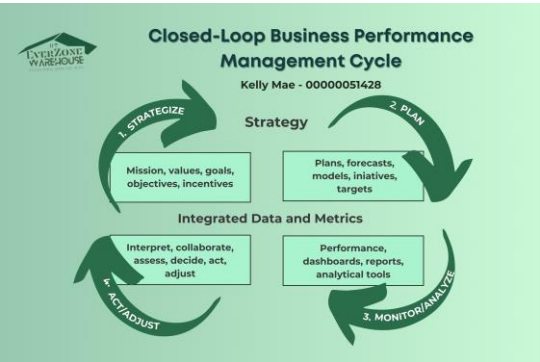 EVERZONE
WAREHOUSE
Closed-Loop Business Performance
Management Cycle
Kelly Mae - 00000051428
1. STRATEGIZE
Strategy
2. PLAN
Mission, values, goals,
objectives, incentives
Plans, forecasts,
models, iniatives,
targets
Integrated Data and Metrics
Interpret, collaborate,
assess, decide, act,
adjust
Performance,
dashboards, reports,
analytical tools
4. ACT/ADJUST
3. MONITOR/ANALYZE